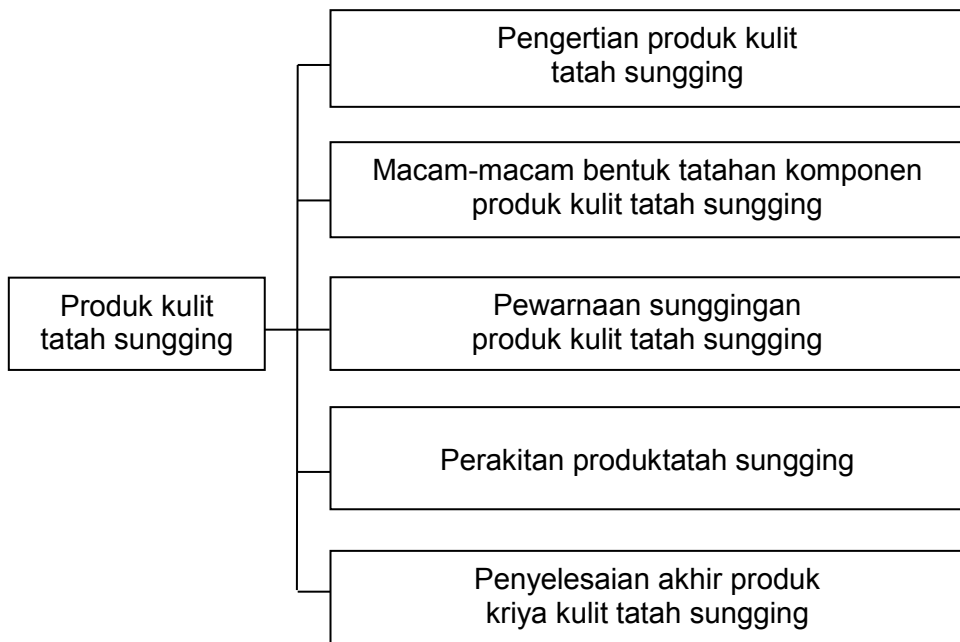 Pengertian produk kulit
tatah sungging
Macam-macam bentuk tatahan komponen
produk kulit tatah sungging
Produk kulit
tatah sungging
Pewarnaan sunggingan
produk kulit tatah sungging
Perakitan produktatah sungging
Penyelesaian akhir produk
kriya kulit tatah sungging